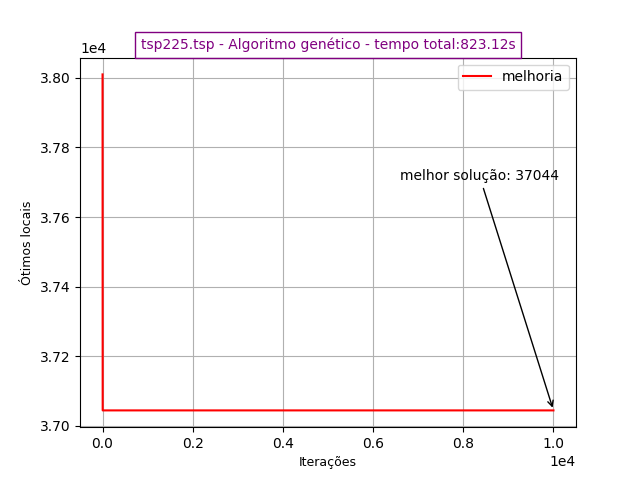 tsp225.tsp - Algoritmo genético - tempo total:823.12s
1e4
melhoria
3.80
3.78
melhor solução: 37044
3.76
3.74
3.72
3.70
Ótimos locais
0.0 0.2 0.4 0.6 0.8 1.0
Iterações
1e4